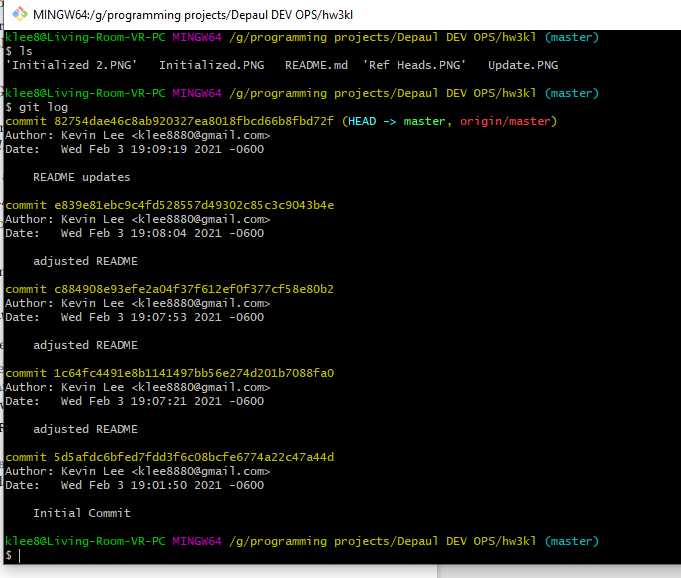 MINGW64:/g/programming projects/Depaul DEV OPS/hw3kl
klee8@Living-Room-VR-PC MINGW64 /g/programming projects/Depaul DEV OPS/hw3kl (master)
$ ls
'Initialized 2.PNG'   Initialized.PNG   README.md  'Ref Heads.PNG'   Update.PNG
klee8@Living-Room-VR-PC MINGW64 /g/programming projects/Depaul DEV OPS/hw3kl (master)
$ git log
commit 82754dae46c8ab920327ea8018fbcd66b8fbd72f (HEAD -> master, origin/master)
Author: Kevin Lee <klee8880@gmail.com>
Date:   Wed Feb 3 19:09:19 2021 -0600
README updates
commit e839e81ebc9c4fd528557d49302c85c3c9043b4e
Author: Kevin Lee <klee8880@gmail.com>
Date:   Wed Feb 3 19:08:04 2021 -0600
adjusted README
commit c884908e93efe2a04f37f612ef0f377cf58e80b2
Author: Kevin Lee <klee8880@gmail.com>
Date:   Wed Feb 3 19:07:53 2021 -0600
adjusted README
commit 1c64fc4491e8b1141497bb56e274d201b7088fa0
Author: Kevin Lee <klee8880@gmail.com>
Date:   Wed Feb 3 19:07:21 2021 -0600
adjusted README
commit 5d5afdc6bfed7fdd3f6c08bcfe6774a22c47a44d
Author: Kevin Lee <klee8880@gmail.com>
Date:   Wed Feb 3 19:01:50 2021 -0600
Initial Commit
klee8@Living-Room-VR-PC MINGW64 /g/programming projects/Depaul DEV OPS/hw3kl (master)
$